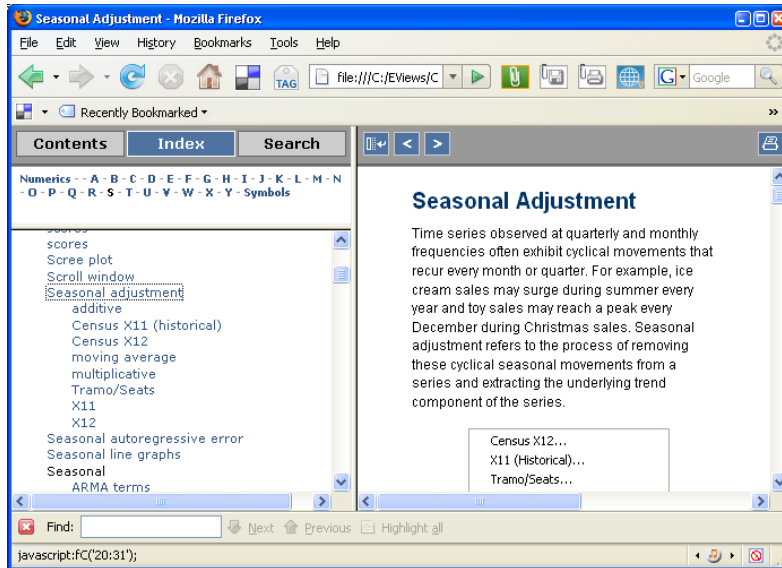 Seasonal Adjustment - Mozilla Firefox
File Edit View History Bookmarks Tools Help
TAG file:///C:/EViews/C G Google
Recently Bookmarked »
Contents Index Search < >
Numerics - - A - B - C - D - E - F - G - H - I - J - K - L - M - N
- O - P - Q - R - S - T - U - V - W - X - Y - Symbols
scores
Scree plot
Scroll window
Seasonal adjustment
additive
Census X11 (historical)
Census X12
moving average
multiplicative
Tramo/Seats
X11
X12
Seasonal autoregressive error
Seasonal line graphs
Seasonal
ARMA terms
Seasonal Adjustment
Time series observed at quarterly and monthly
frequencies often exhibit cyclical movements that
recur every month or quarter. For example, ice
cream sales may surge during summer every
year and toy sales may reach a peak every
December during Christmas sales. Seasonal
adjustment refers to the process of removing
these cyclical seasonal movements from a
series and extracting the underlying trend
component of the series.
Census X12...
X11 (Historical)...
Tramo/Seats...
Find: Next Previous Highlight all
javascript:fC('20:31');